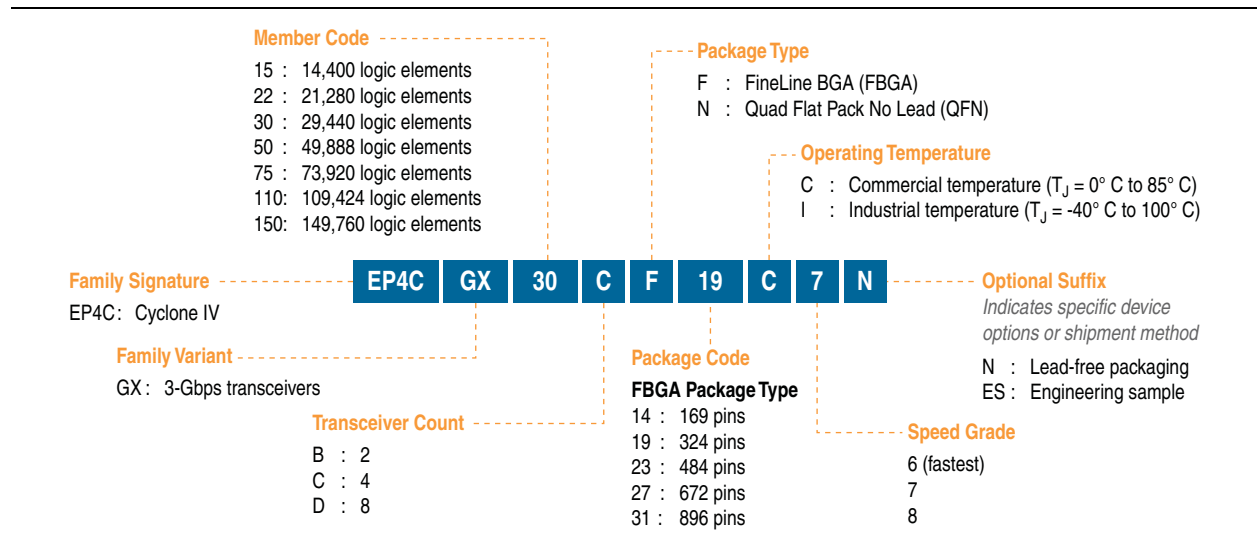 Member Code
15 : 14,400 logic elements
22 : 21,280 logic elements
30 : 29,440 logic elements
50 : 49,888 logic elements
75 : 73,920 logic elements
110: 109,424 logic elements
150: 149,760 logic elements
Package Type
F : FineLine BGA (FBGA)
N : Quad Flat Pack No Lead (QFN)
Operating Temperature
C : Commercial temperature (TJ = 0° C to 85° C)
I : Industrial temperature (TJ = -40° C to 100° C)
EP4C GX 30 C F 19 C 7 N
Family Signature
EP4C : Cyclone IV
Family Variant
GX : 3-Gbps transceivers
Transceiver Count
B : 2
C : 4
D : 8
Package Code
FBGA Package Type
14 : 169 pins
19 : 324 pins
23 : 484 pins
27 : 672 pins
31 : 896 pins
Speed Grade
6 (fastest)
7
8
Optional Suffix
Indicates specific device
options or shipment method
N : Lead-free packaging
ES : Engineering sample